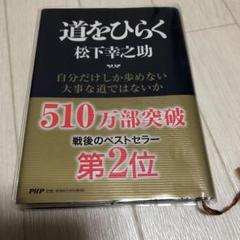 道をひらく
松下幸之助
自分だけしか歩めない
大事な道ではないか
510万部突破
戦後のベストセラー
第2位
PHP